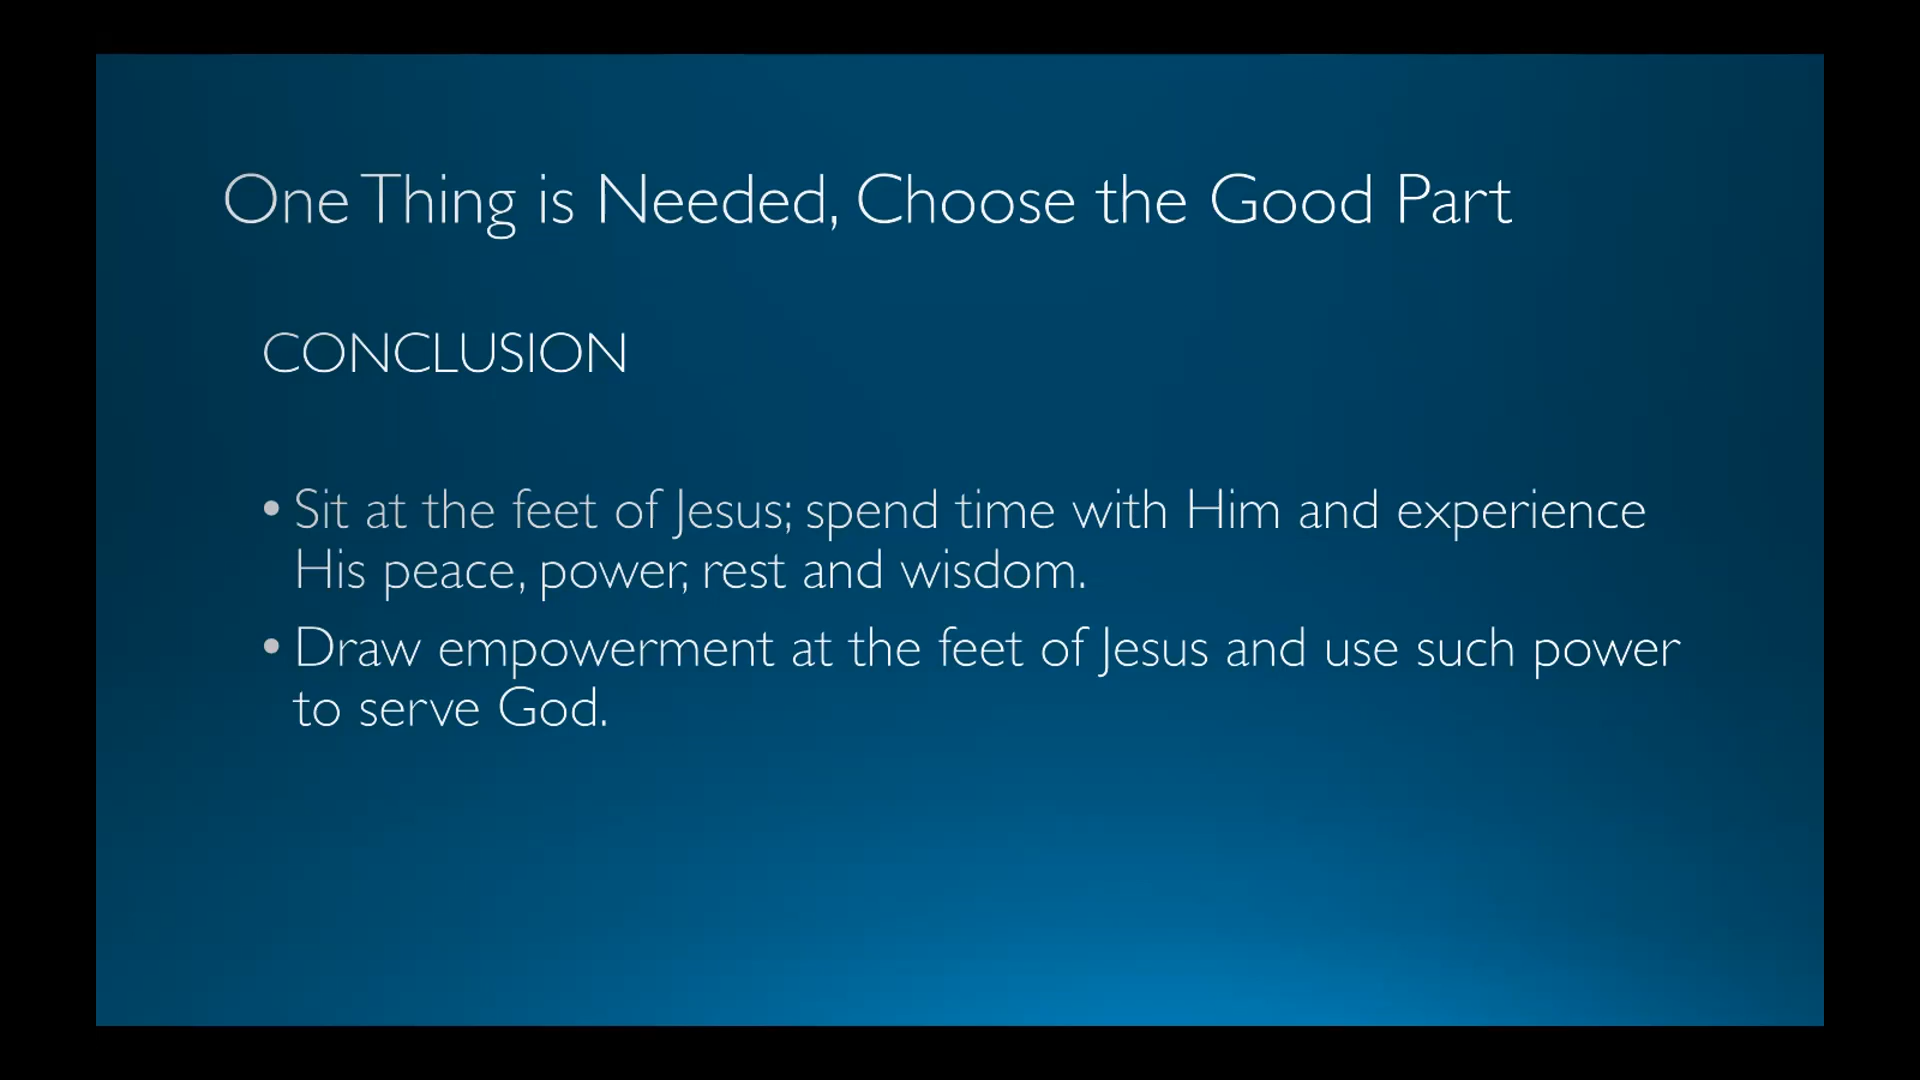 One Thing is Needed, Choose the Good Part
CONCLUSION
• Sit at the feet of Jesus; spend time with Him and experience
His peace, power, rest and wisdom.
• Draw empowerment at the feet of Jesus and use such power
to serve God.